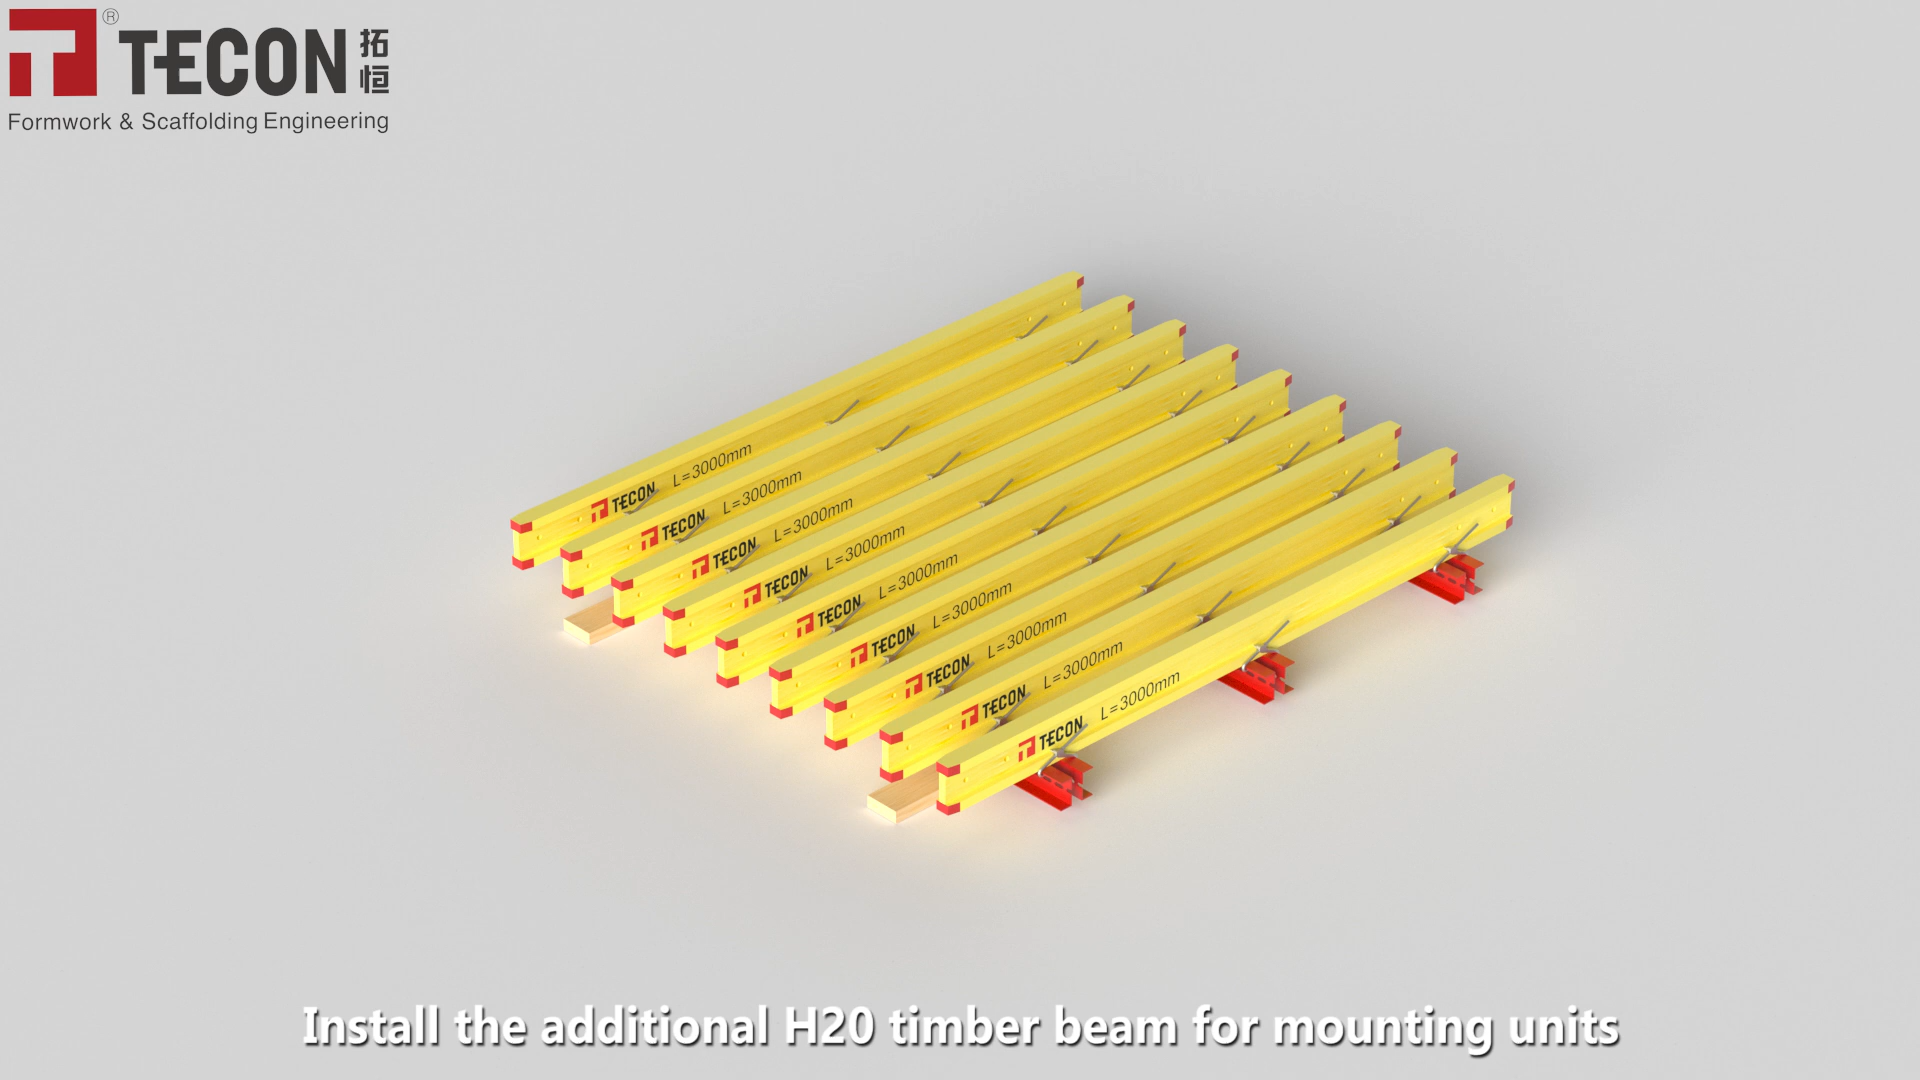 ®
TECON 拓恒
Formwork & Scaffolding Engineering
TECON L=3000mm
TECON L=3000mm
TECON L=3000mm
TECON L=3000mm
TECON L=3000mm
TECON L=3000mm
TECON L=3000mm
TECON L=3000mm
TECON L=3000mm
Install the additional H20 timber beam for mounting units